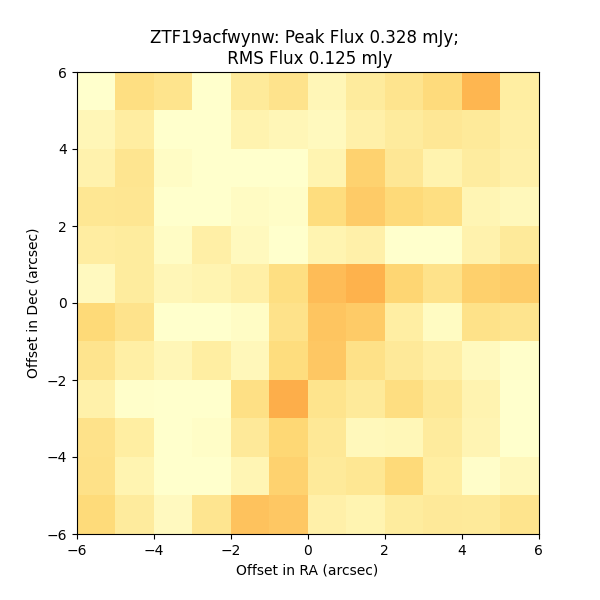 ZTF19acfwynw: Peak Flux 0.328 mJy;
RMS Flux 0.125 mJy
6
4
2
0
−2
−4
−6
Offset in Dec (arcsec)
−6 −4 −2 0 2 4 6
Offset in RA (arcsec)